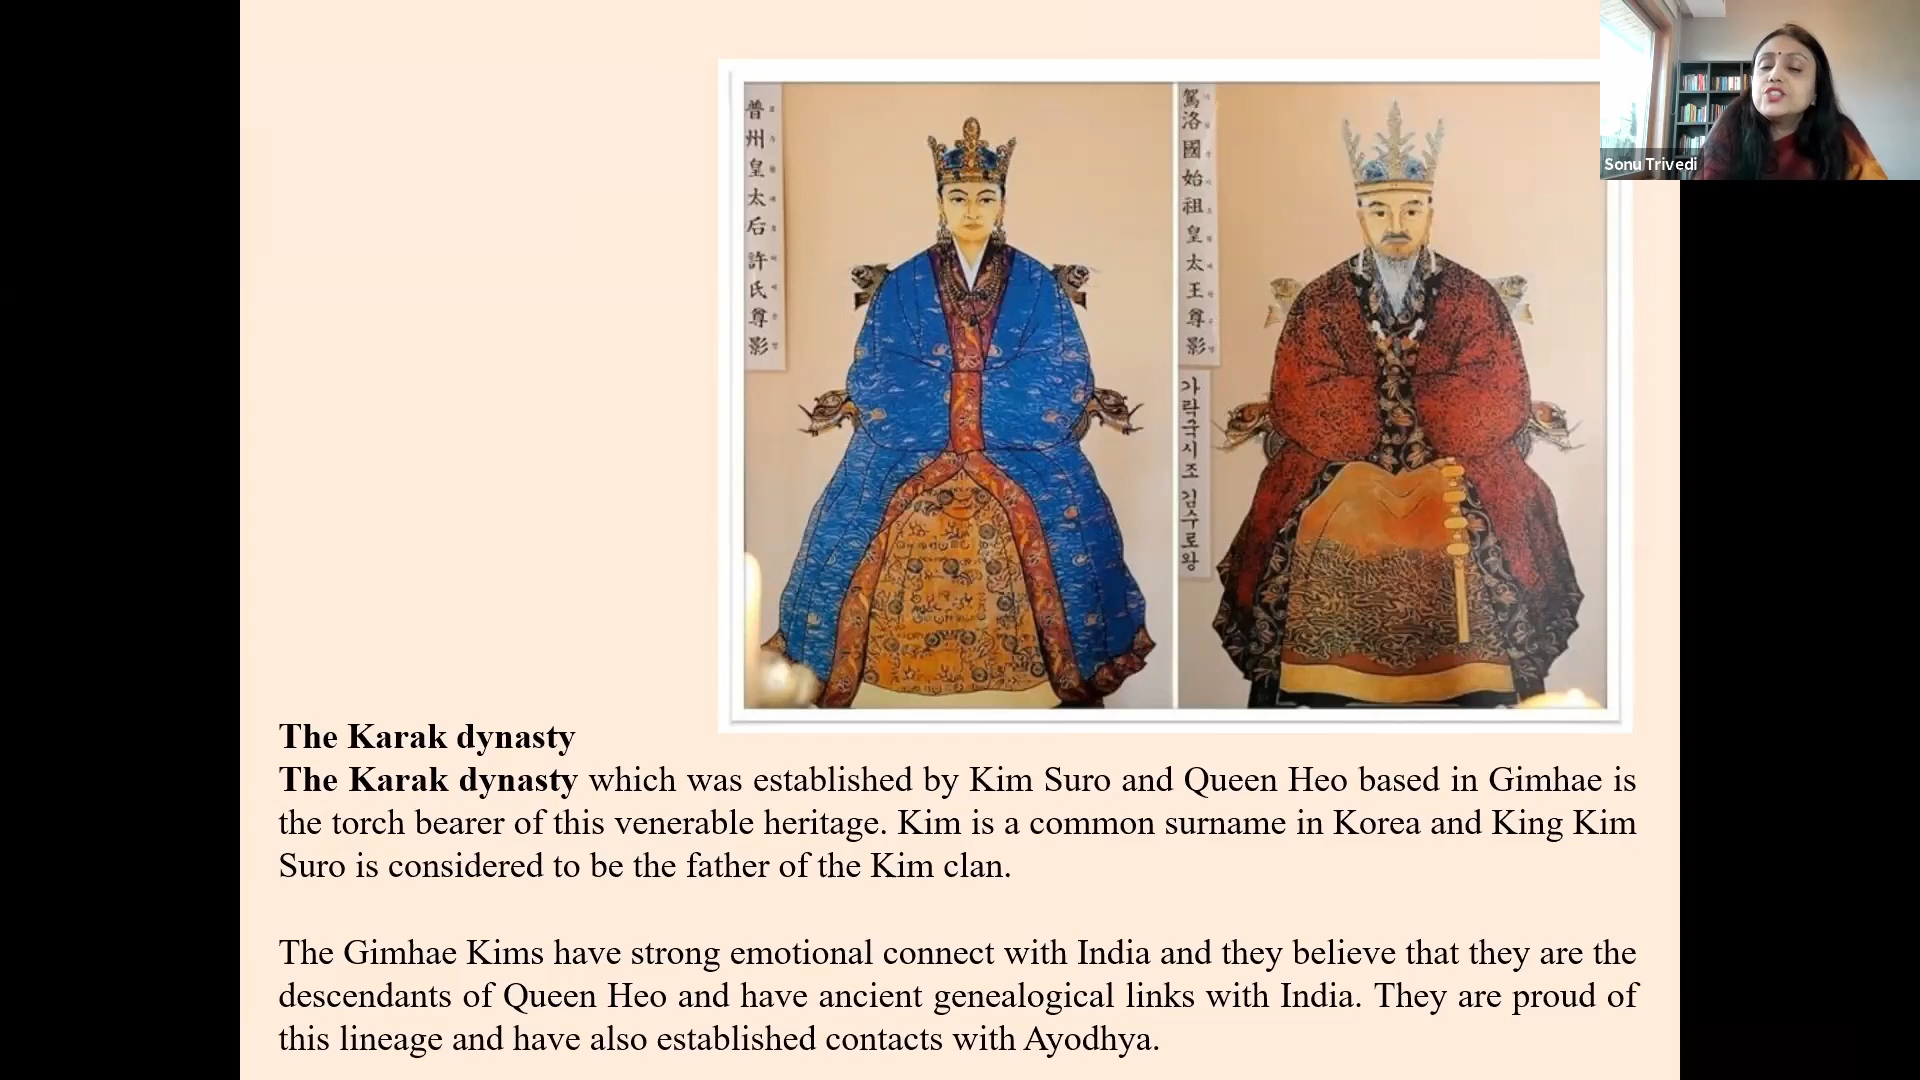 普州皇太后許氏尊影
駕洛國始祖皇太王尊影
가락국시조 김수로왕
Sonu Trivedi
The Karak dynasty
The Karak dynasty which was established by Kim Suro and Queen Heo based in Gimhae is
the torch bearer of this venerable heritage. Kim is a common surname in Korea and King Kim
Suro is considered to be the father of the Kim clan.
The Gimhae Kims have strong emotional connect with India and they believe that they are the
descendants of Queen Heo and have ancient genealogical links with India. They are proud of
this lineage and have also established contacts with Ayodhya.